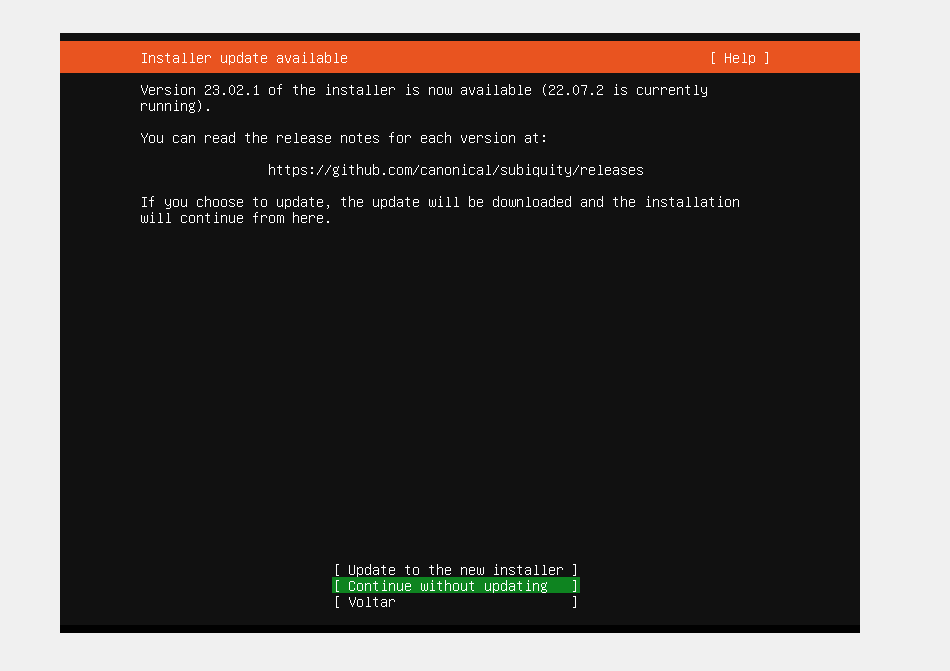 Installer update available [ Help ]
Version 23.02.1 of the installer is now available (22.07.2 is currently
running).
You can read the release notes for each version at:
https://github.com/canonical/subiquity/releases
If you choose to update, the update will be downloaded and the installation
will continue from here.
[ Update to the new installer ]
[ Continue without updating ]
[ Voltar ]